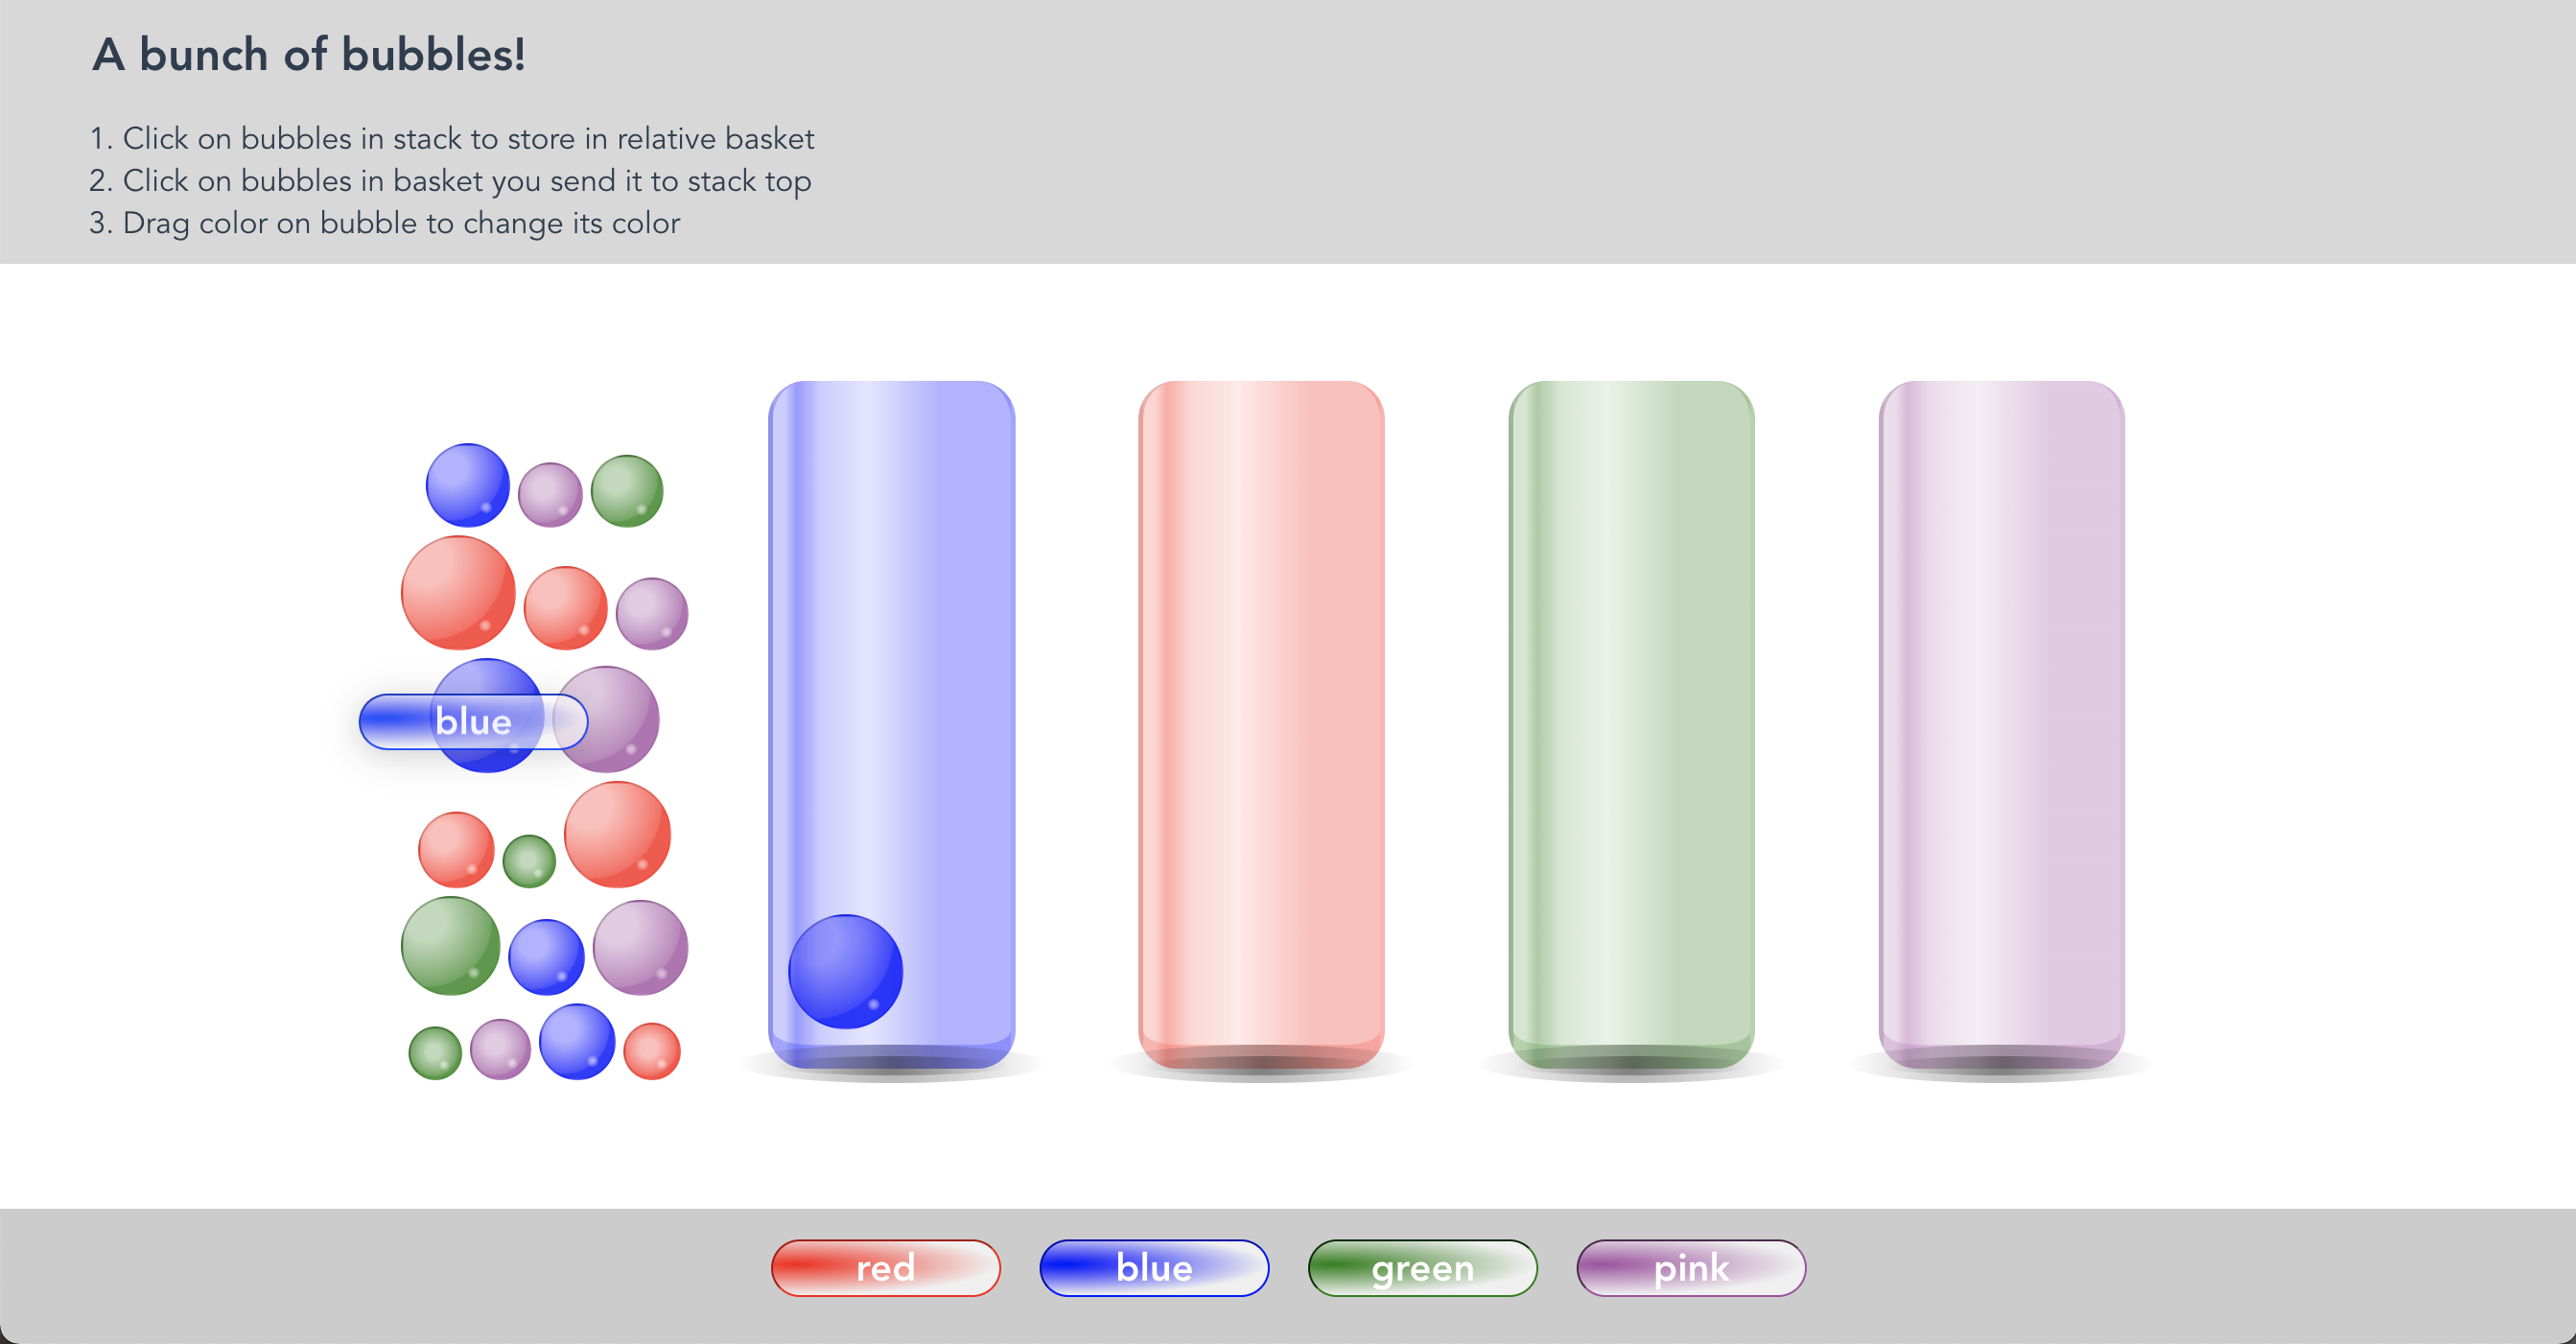 A bunch of bubbles!
1. Click on bubbles in stack to store in relative basket
2. Click on bubbles in basket you send it to stack top
3. Drag color on bubble to change its color
blue
red
blue
green
pink